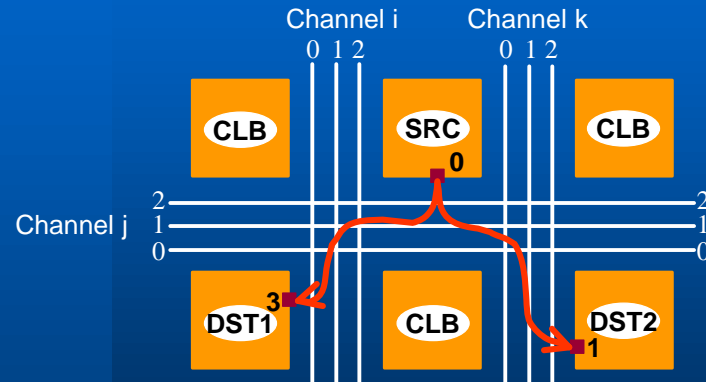 Channel i Channel k
0 1 2 0 1 2
CLB SRC CLB
0
2 2
Channel j 1 1
0 0
3
DST1 CLB DST2
1